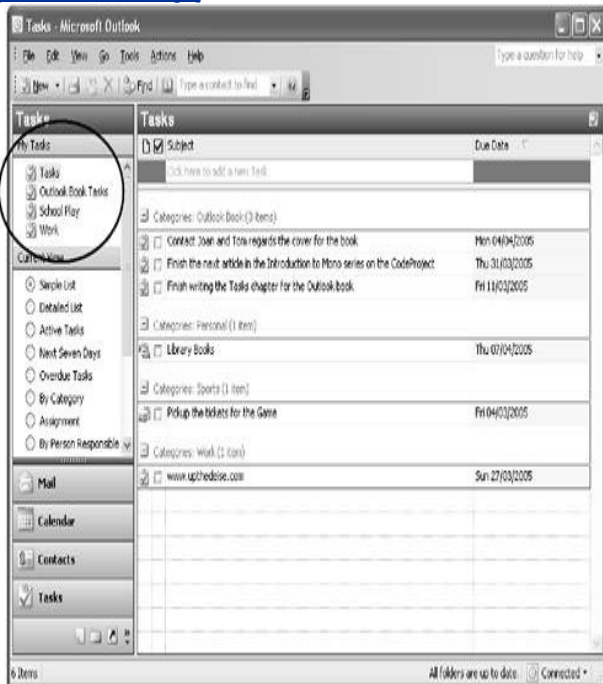 Tasks - Microsoft Outlook
File Edit View Go Tools Actions Help
Type a question for help
New Find Type a contact to find
Tasks
My Tasks
Tasks
Outlook Book Tasks
School Play
Work
Current View
Simple List
Detailed List
Active Tasks
Next Seven Days
Overdue Tasks
By Category
Assignment
By Person Responsible
Mail
Calendar
Contacts
Tasks
Tasks
Subject Due Date
Click here to add a new Task
Categories: Outlook Book (3 items)
Contact Joan and Tom regards the cover for the book Mon 04/04/2005
Finish the next article in the Introduction to Mono series on the CodeProject Thu 31/03/2005
Finish writing the Tasks chapter for the Outlook book Fri 11/03/2005
Categories: Personal (1 item)
Library Books Thu 07/04/2005
Categories: Sports (1 item)
Pickup the tickets for the Game Fri 04/03/2005
Categories: Work (1 item)
www.upthedeise.com Sun 27/03/2005
6 Items
All folders are up to date. Connected